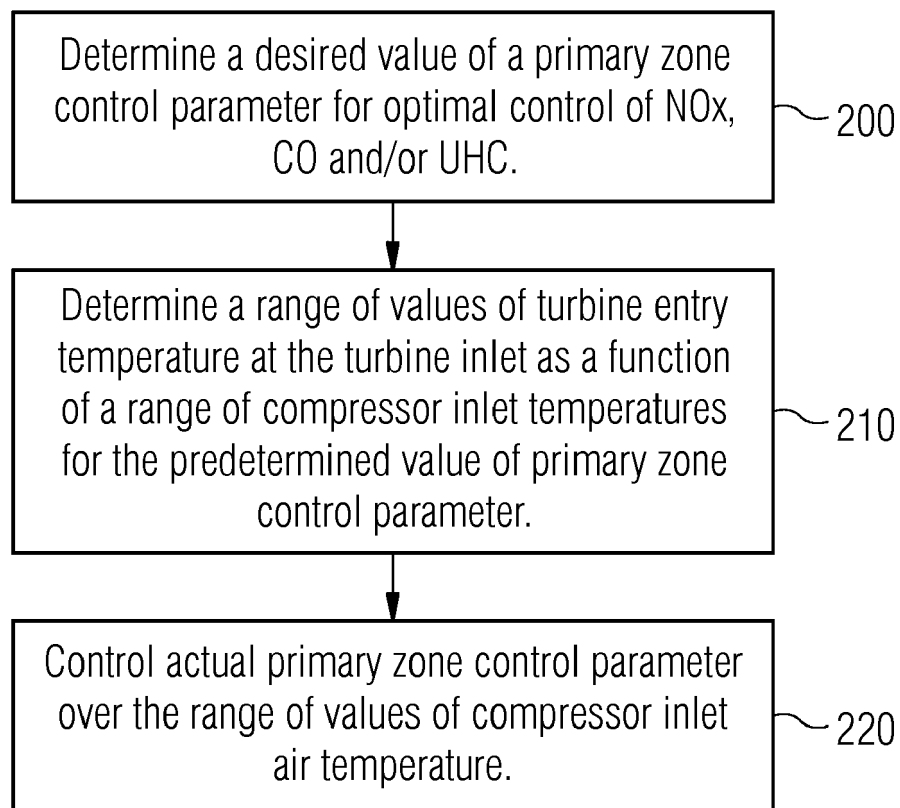 Determine a desired value of a primary zone
control parameter for optimal control of NOx,
CO and/or UHC.
200
Determine a range of values of turbine entry
temperature at the turbine inlet as a function
of a range of compressor inlet temperatures
for the predetermined value of primary zone
control parameter.
210
Control actual primary zone control parameter
over the range of values of compressor inlet
air temperature.
220